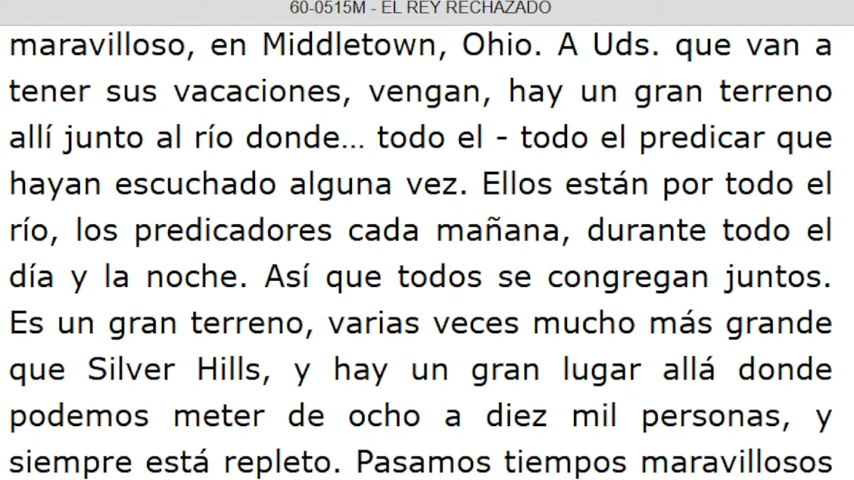 60-0515M - EL REY RECHAZADO
maravilloso, en Middletown, Ohio. A Uds. que van a
tener sus vacaciones, vengan, hay un gran terreno
allí junto al río donde… todo el - todo el predicar que
hayan escuchado alguna vez. Ellos están por todo el
río, los predicadores cada mañana, durante todo el
día y la noche. Así que todos se congregan juntos.
Es un gran terreno, varias veces mucho más grande
que Silver Hills, y hay un gran lugar allá donde
podemos meter de ocho a diez mil personas, y
siempre está repleto. Pasamos tiempos maravillosos